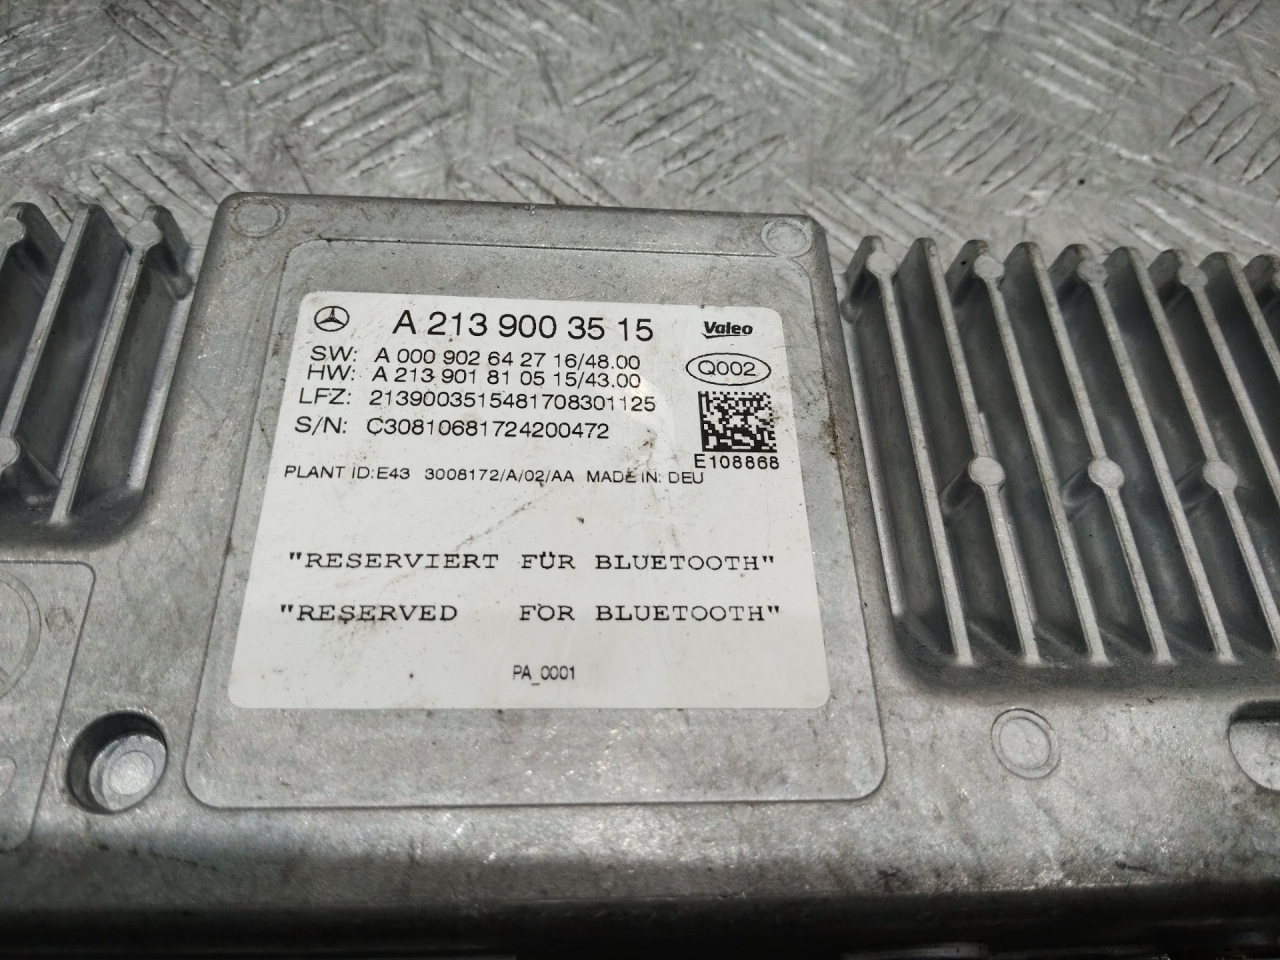 A 213 900 35 15 Valeo
SW: A 000 902 64 27 16/48.00
HW: A 213 901 81 05 15/43.00 Q002
LFZ: 2139003515481708301125
S/N: C30810681724200472
E108868
PLANT ID:E43 3008172/A/02/AA MADE IN: DEU
"RESERVIERT FÜR BLUETOOTH"
"RESERVED FOR BLUETOOTH"
PA_0001